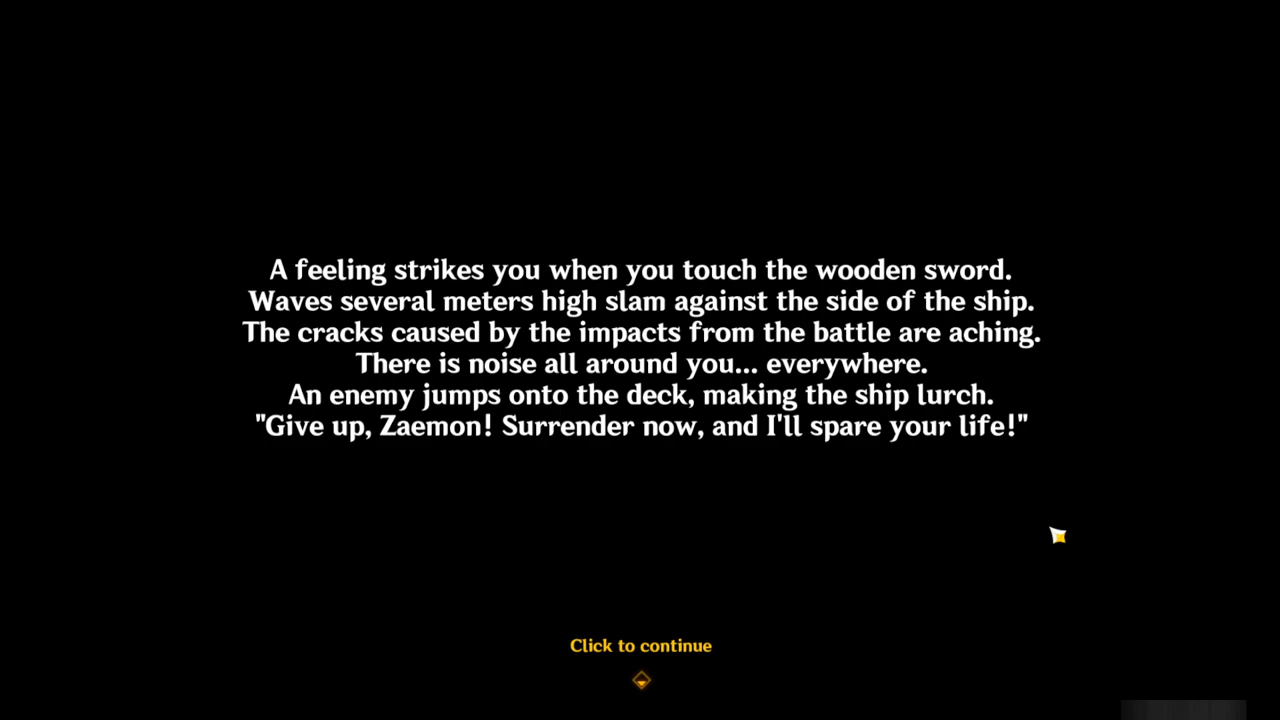 A feeling strikes you when you touch the wooden sword.
Waves several meters high slam against the side of the ship.
The cracks caused by the impacts from the battle are aching.
There is noise all around you... everywhere.
An enemy jumps onto the deck, making the ship lurch.
"Give up, Zaemon! Surrender now, and I'll spare your life!"
Click to continue